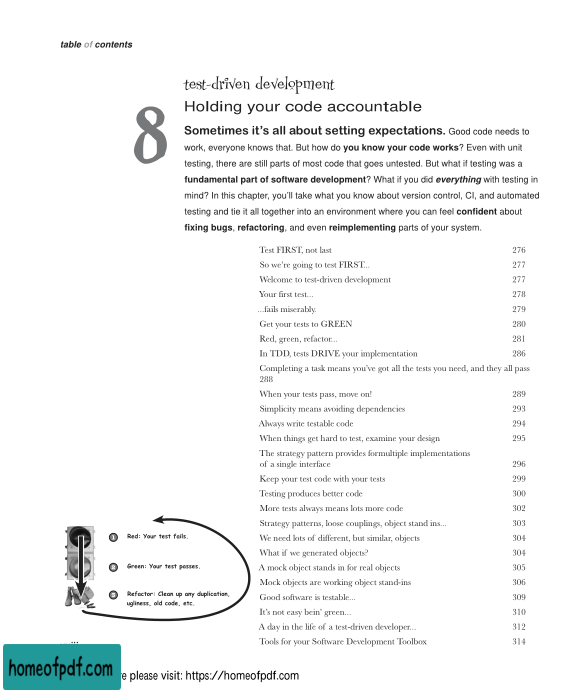 table of contents
test-driven development
Holding your code accountable
8
Sometimes it's all about setting expectations. Good code needs to
work, everyone knows that. But how do you know your code works? Even with unit
testing, there are still parts of most code that goes untested. But what if testing was a
fundamental part of software development? What if you did everything with testing in
mind? In this chapter, you'll take what you know about version control, CI, and automated
testing and tie it all together into an environment where you can feel confident about
fixing bugs, refactoring, and even reimplementing parts of your system.
Test FIRST, not last 276
So we're going to test FIRST... 277
Welcome to test-driven development 277
Your first test... 278
...fails miserably. 279
Get your tests to GREEN 280
Red, green, refactor... 281
In TDD, tests DRIVE your implementation 286
Completing a task means you've got all the tests you need, and they all pass
288
When your tests pass, move on! 289
Simplicity means avoiding dependencies 293
Always write testable code 294
When things get hard to test, examine your design 295
The strategy pattern provides formultiple implementations
of a single interface 296
Keep your test code with your tests 299
Testing produces better code 300
More tests always means lots more code 302
Strategy patterns, loose couplings, object stand ins... 303
We need lots of different, but similar, objects 304
What if we generated objects? 304
A mock object stands in for real objects 305
Mock objects are working object stand-ins 306
Good software is testable... 309
It's not easy bein' green... 310
A day in the life of a test-driven developer... 312
Tools for your Software Development Toolbox 314
1 Red: Your test fails.
2 Green: Your test passes.
3 Refactor: Clean up any duplication,
ugliness, old code, etc.
homeofpdf.com
please visit: https://homeofpdf.com